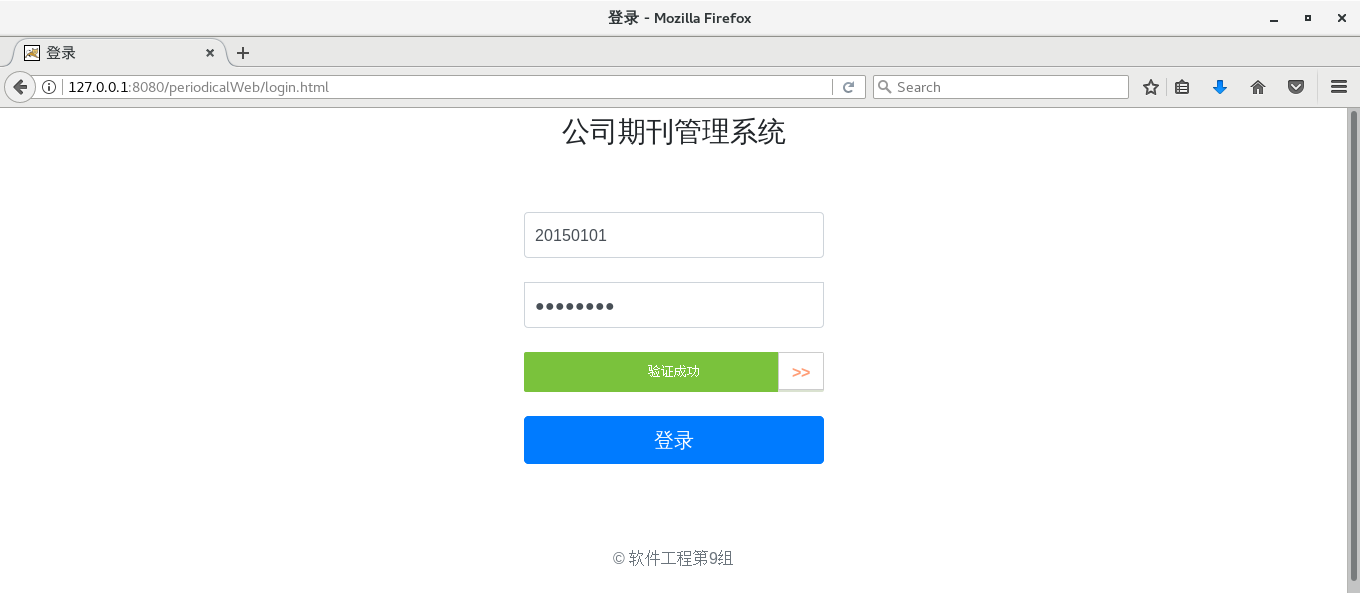 登录 - Mozilla Firefox
登录
127.0.0.1:8080/periodicalWeb/login.html
Search
公司期刊管理系统
20150101
●●●●●●●●
验证成功
>>
登录
© 软件工程第9组